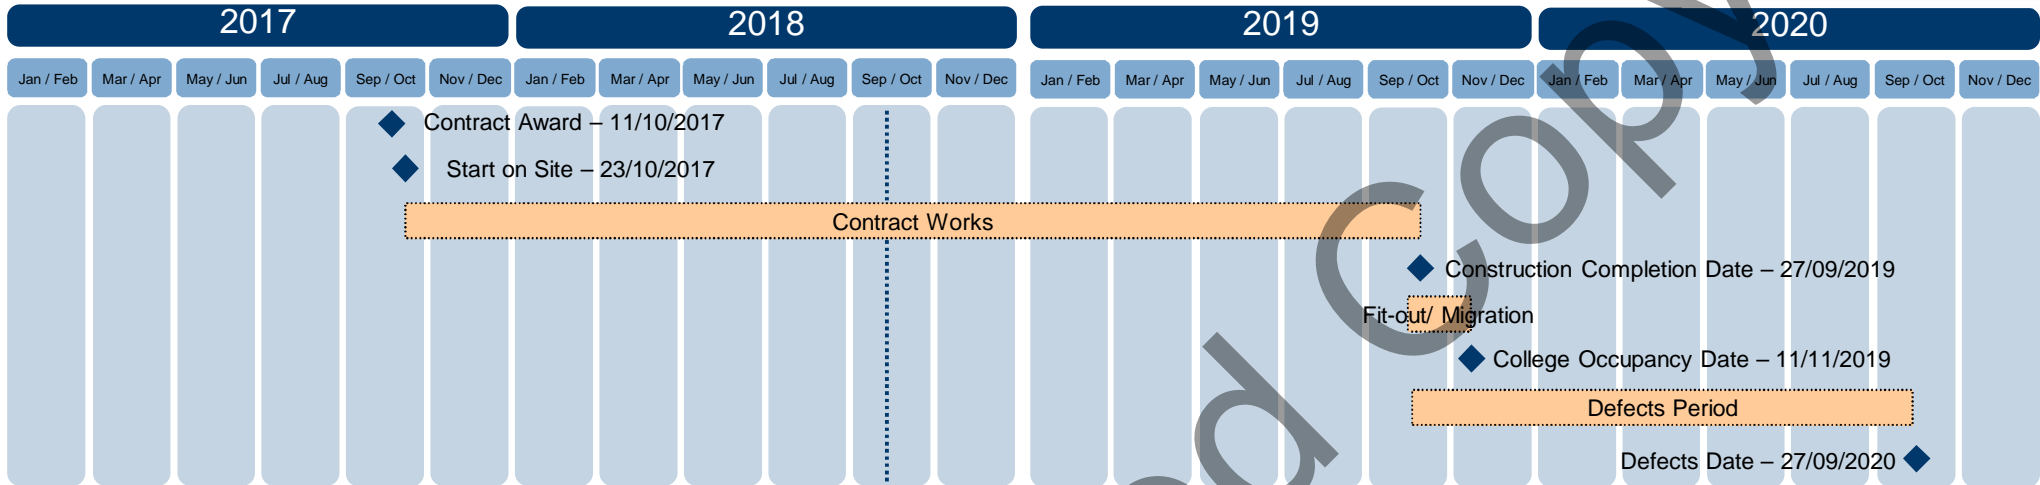 2017 2018 2019 2020
Jan / Feb Mar / Apr May / Jun Jul / Aug Sep / Oct Nov / Dec Jan / Feb Mar / Apr May / Jun Jul / Aug Sep / Oct Nov / Dec Jan / Feb Mar / Apr May / Jun Jul / Aug Sep / Oct Nov / Dec Jan / Feb Mar / Apr May / Jun Jul / Aug Sep / Oct Nov / Dec
Contract Award – 11/10/2017
Start on Site – 23/10/2017
Contract Works
Construction Completion Date – 27/09/2019
Fit-out/ Migration
College Occupancy Date – 11/11/2019
Defects Period
Defects Date – 27/09/2020
d Copy